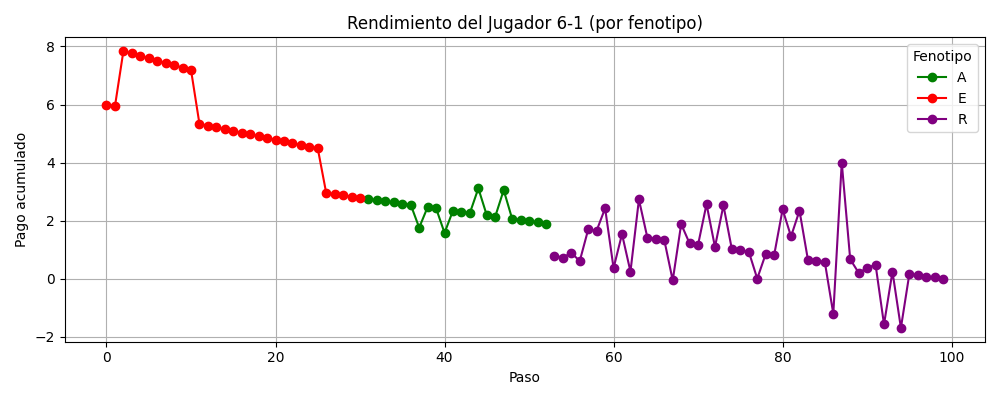 Rendimiento del Jugador 6-1 (por fenotipo)
Pago acumulado
8
6
4
2
0
−2
Fenotipo
A
E
R
0 20 40 60 80 100
Paso